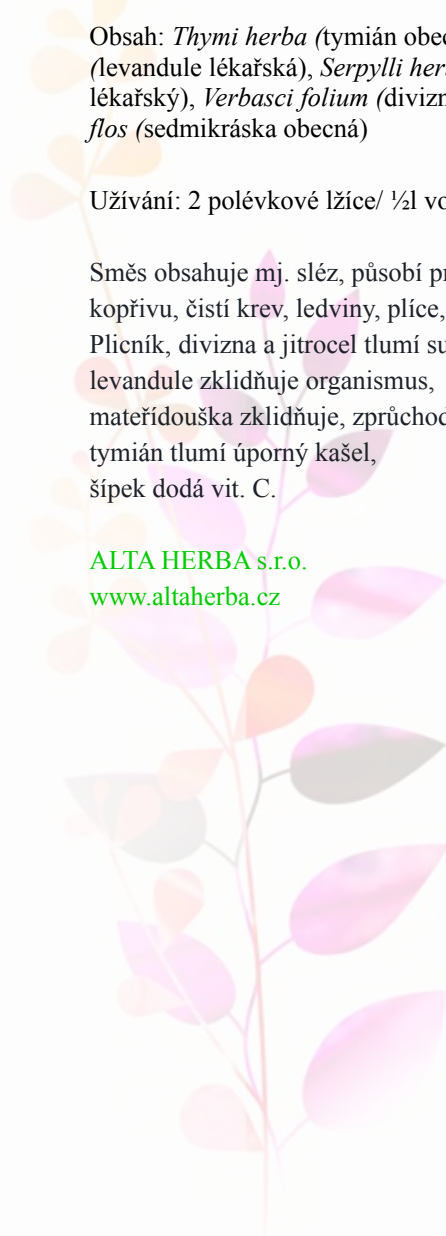 Obsah: Thymi herba (tymián obec
(levandule lékařská), Serpylli her
lékařský), Verbasci folium (divizn
flos (sedmikráska obecná)
Užívání: 2 polévkové lžíce/ ½l vo
Směs obsahuje mj. sléz, působí pr
kopřivu, čistí krev, ledviny, plíce,
Plicník, divizna a jitrocel tlumí su
levandule zklidňuje organismus,
mateřídouška zklidňuje, zprůchod
tymián tlumí úporný kašel,
šípek dodá vit. C.
ALTA HERBA s.r.o.
www.altaherba.cz